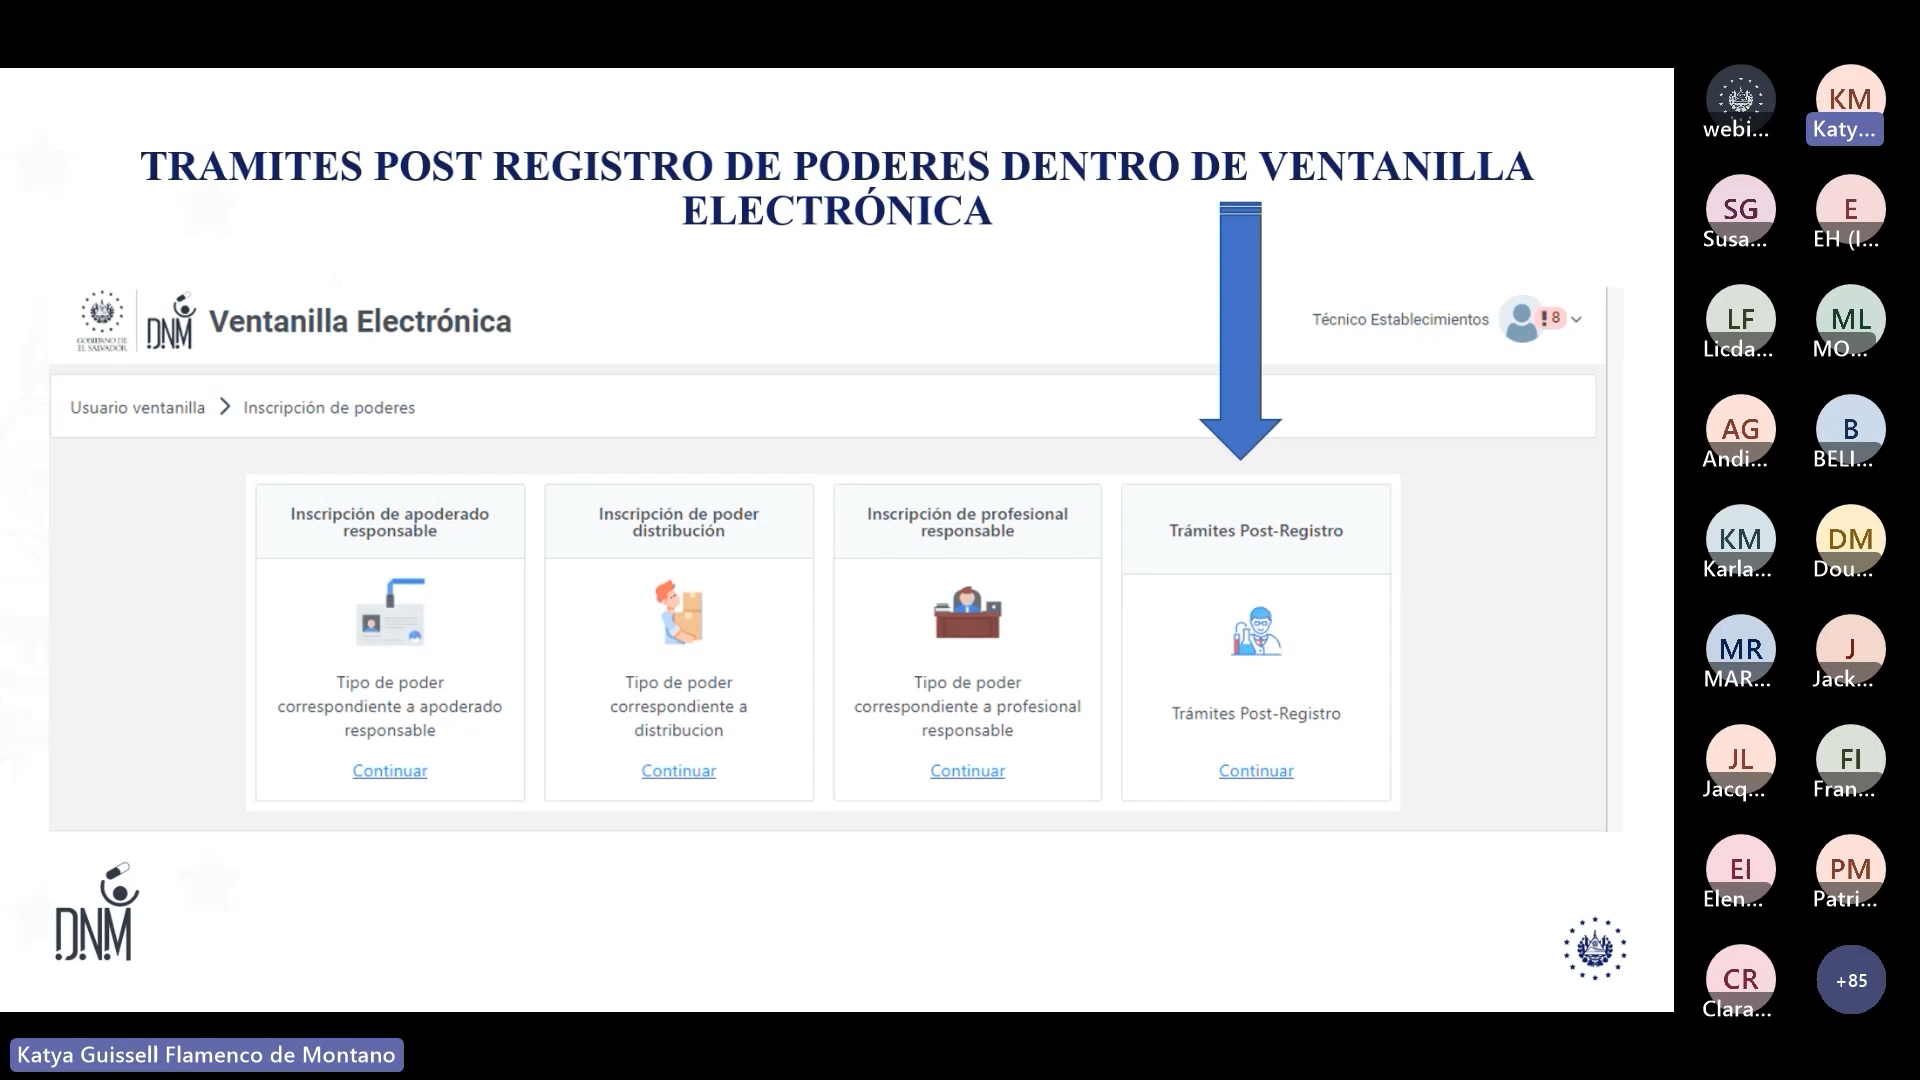 TRAMITES POST REGISTRO DE PODERES DENTRO DE VENTANILLA
ELECTRÓNICA
GOBIERNO DE
EL SALVADOR
DNM
Ventanilla Electrónica
Técnico Establecimientos
!8
Usuario ventanilla > Inscripción de poderes
Inscripción de apoderado
responsable
Tipo de poder
correspondiente a apoderado
responsable
Continuar
Inscripción de poder
distribución
Tipo de poder
correspondiente a
distribucion
Continuar
Inscripción de profesional
responsable
Tipo de poder
correspondiente a profesional
responsable
Continuar
Trámites Post-Registro
Trámites Post-Registro
Continuar
DNM
webi...
KM
Katy...
SG
Susa...
E
EH (I...
LF
Licda...
ML
MO...
AG
Andi...
B
BELI...
KM
Karla...
DM
Dou...
MR
MAR...
J
Jack...
JL
Jacq...
FI
Fran...
EI
Elen...
PM
Patri...
CR
Clara...
+85
Katya Guissell Flamenco de Montano